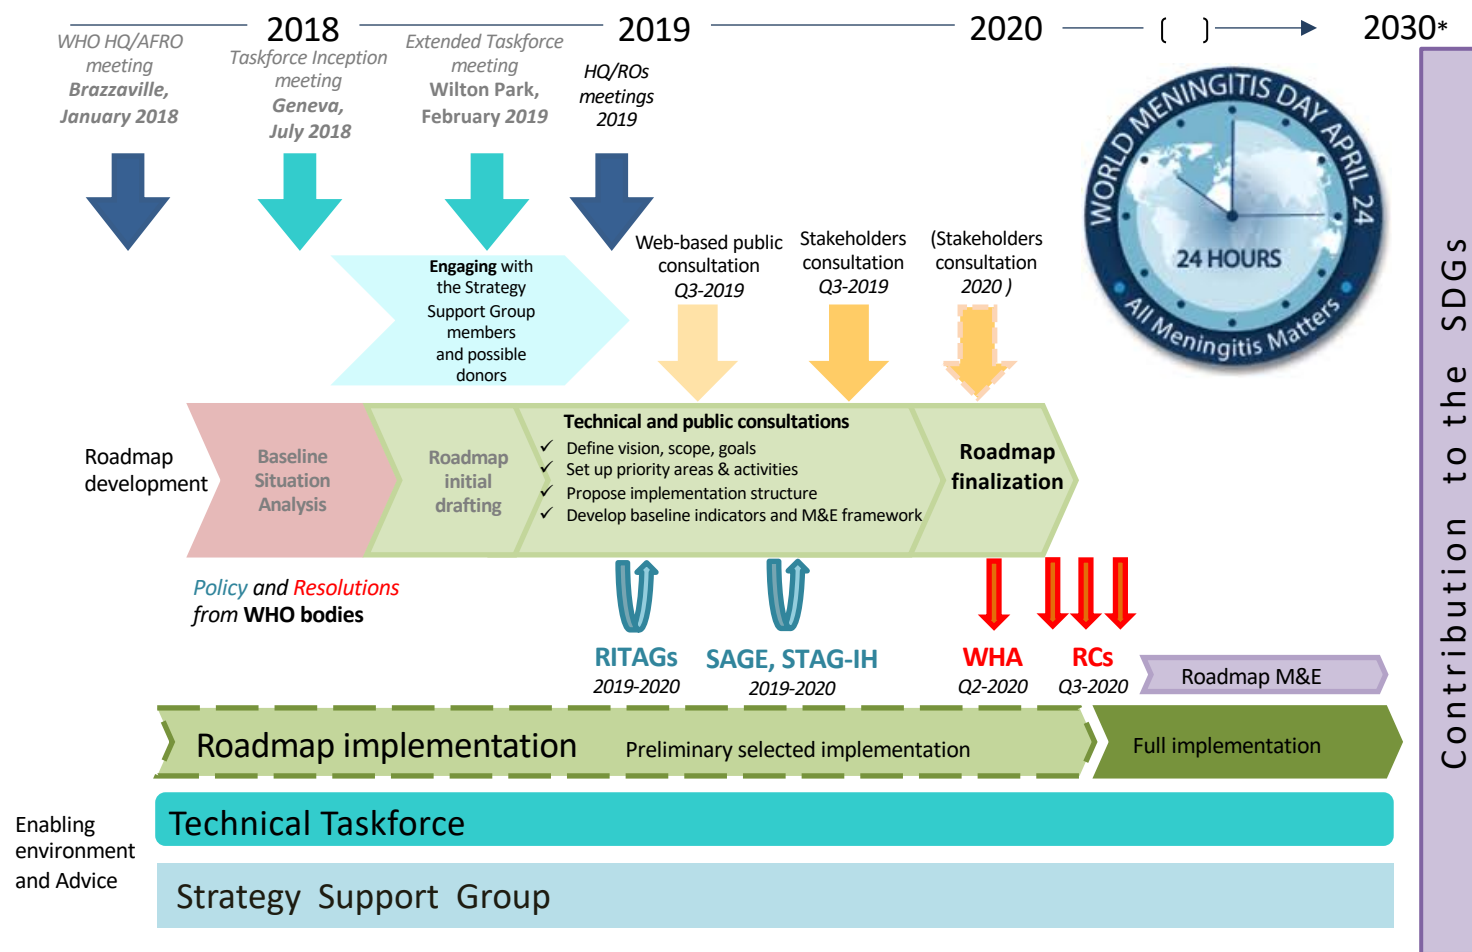 2018
2019
2020
( )
2030*
WHO HQ/AFRO
meeting
Brazzaville,
January 2018
Taskforce Inception
meeting
Geneva,
July 2018
Extended Taskforce
meeting
Wilton Park,
February 2019
HQ/ROs
meetings
2019
WORLD MENINGITIS DAY APRIL 24
24 HOURS
All Meningitis Matters
Engaging with
the Strategy
Support Group
members
and possible
donors
Web-based public
consultation
Q3-2019
Stakeholders
consultation
Q3-2019
(Stakeholders
consultation
2020 )
Roadmap
development
Baseline
Situation
Analysis
Roadmap
initial
drafting
Technical and public consultations
✓ Define vision, scope, goals
✓ Set up priority areas & activities
✓ Propose implementation structure
✓ Develop baseline indicators and M&E framework
Roadmap
finalization
Policy and Resolutions
from WHO bodies
RITAGs
2019-2020
SAGE, STAG-IH
2019-2020
WHA
Q2-2020
RCs
Q3-2020
Roadmap M&E
Roadmap implementation Preliminary selected implementation
Full implementation
Enabling
environment
and Advice
Technical Taskforce
Strategy Support Group
Contribution to the SDGs